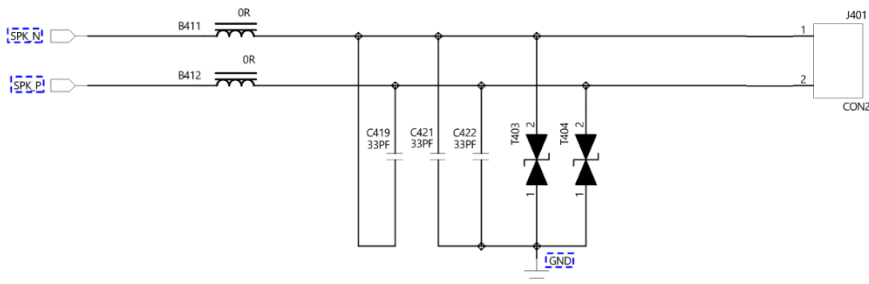 J401
B411
0R
1
SPK_N
0R
B412
2
SPK_P
CON2
C419
33PF
C421
33PF
C422
33PF
T403
2
1
T404
2
1
GND